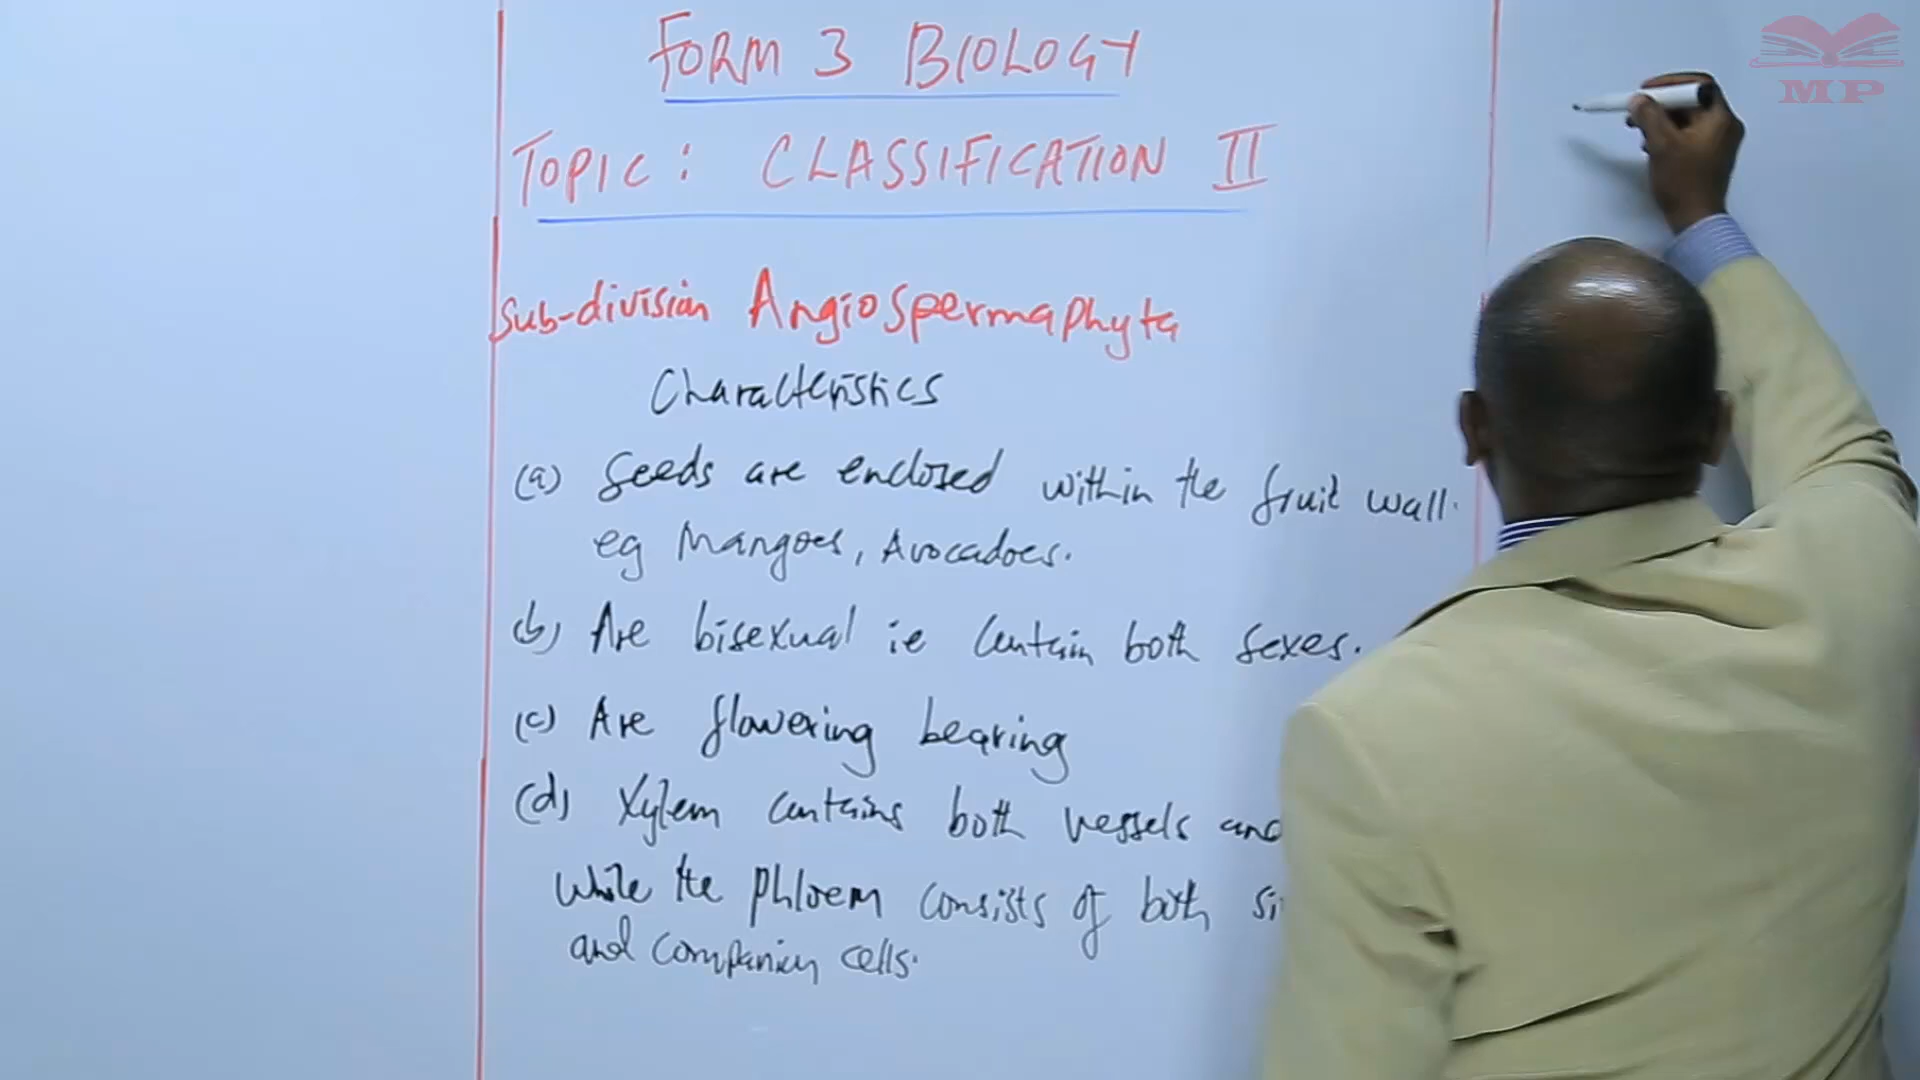 FORM 3 BIOLOGY
TOPIC: CLASSIFICATION II
Sub-division Angiospermaphyta
Characteristics
(a) Seeds are enclosed within the fruit wall.
eg Mangoes, Avocadoes.
(b) Are bisexual ie Contain both sexes.
(c) Are flowering bearing
(d) Xylem contains both vessels and
While the Phloem consists of both
and companion cells.
MP